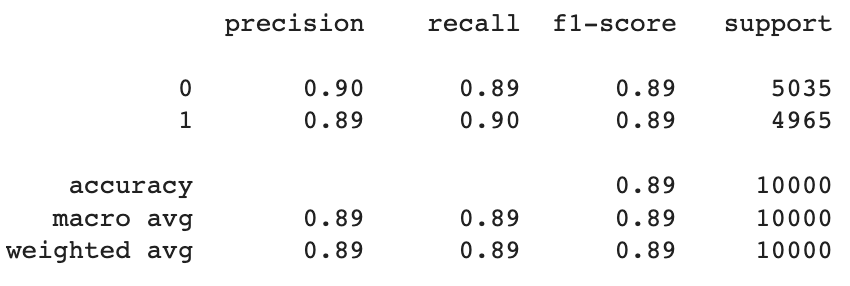 precision recall f1-score support
0 0.90 0.89 0.89 5035
1 0.89 0.90 0.89 4965
accuracy 0.89 10000
macro avg 0.89 0.89 0.89 10000
weighted avg 0.89 0.89 0.89 10000